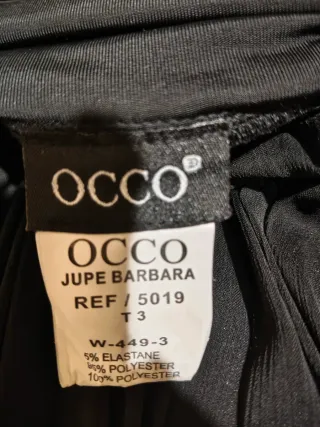 OCCO
OCCO
JUPE BARBARA
REF / 5019
T 3
W-449-3
5% ELASTANE
% POLYESTER
% POLYESTER